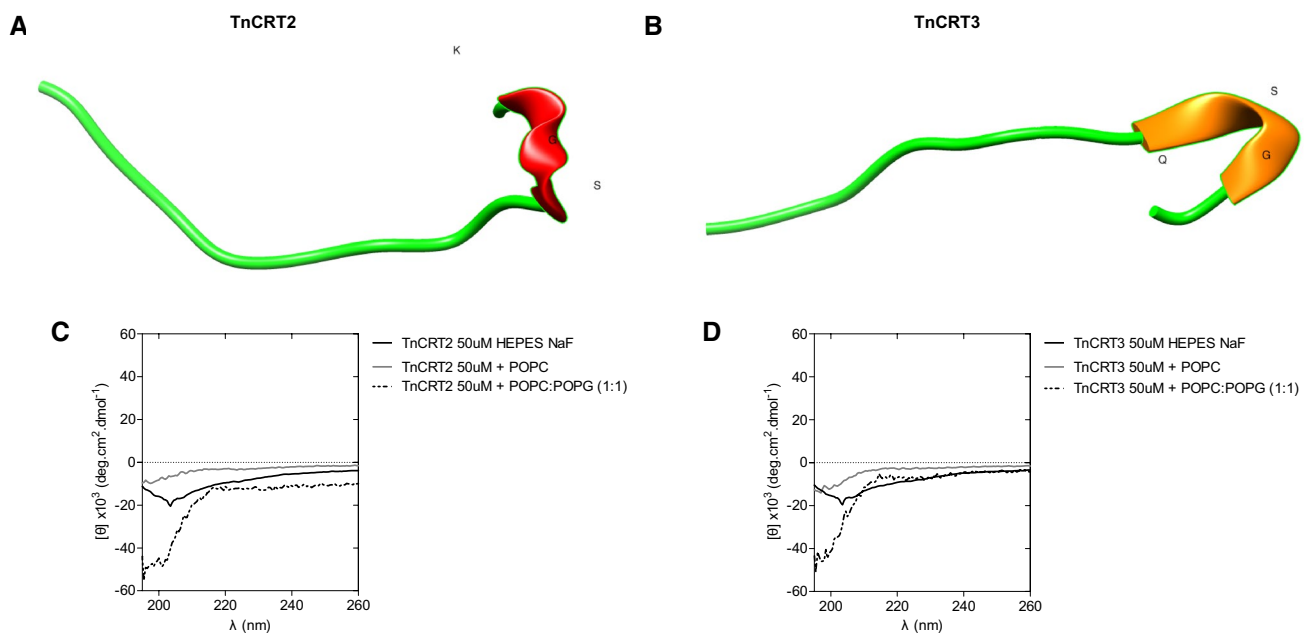 A
TnCRT2
K
G
S
B
TnCRT3
S
Q
G
C
60
40
20
0
-20
-40
-60
[θ] x10³ (deg.cm².dmol⁻¹)
200 220 240 260
λ (nm)
TnCRT2 50uM HEPES NaF
TnCRT2 50uM + POPC
TnCRT2 50uM + POPC:POPG (1:1)
D
60
40
20
0
-20
-40
-60
[θ] x10³ (deg.cm².dmol⁻¹)
200 220 240 260
λ (nm)
TnCRT3 50uM HEPES NaF
TnCRT3 50uM + POPC
TnCRT3 50uM + POPC:POPG (1:1)